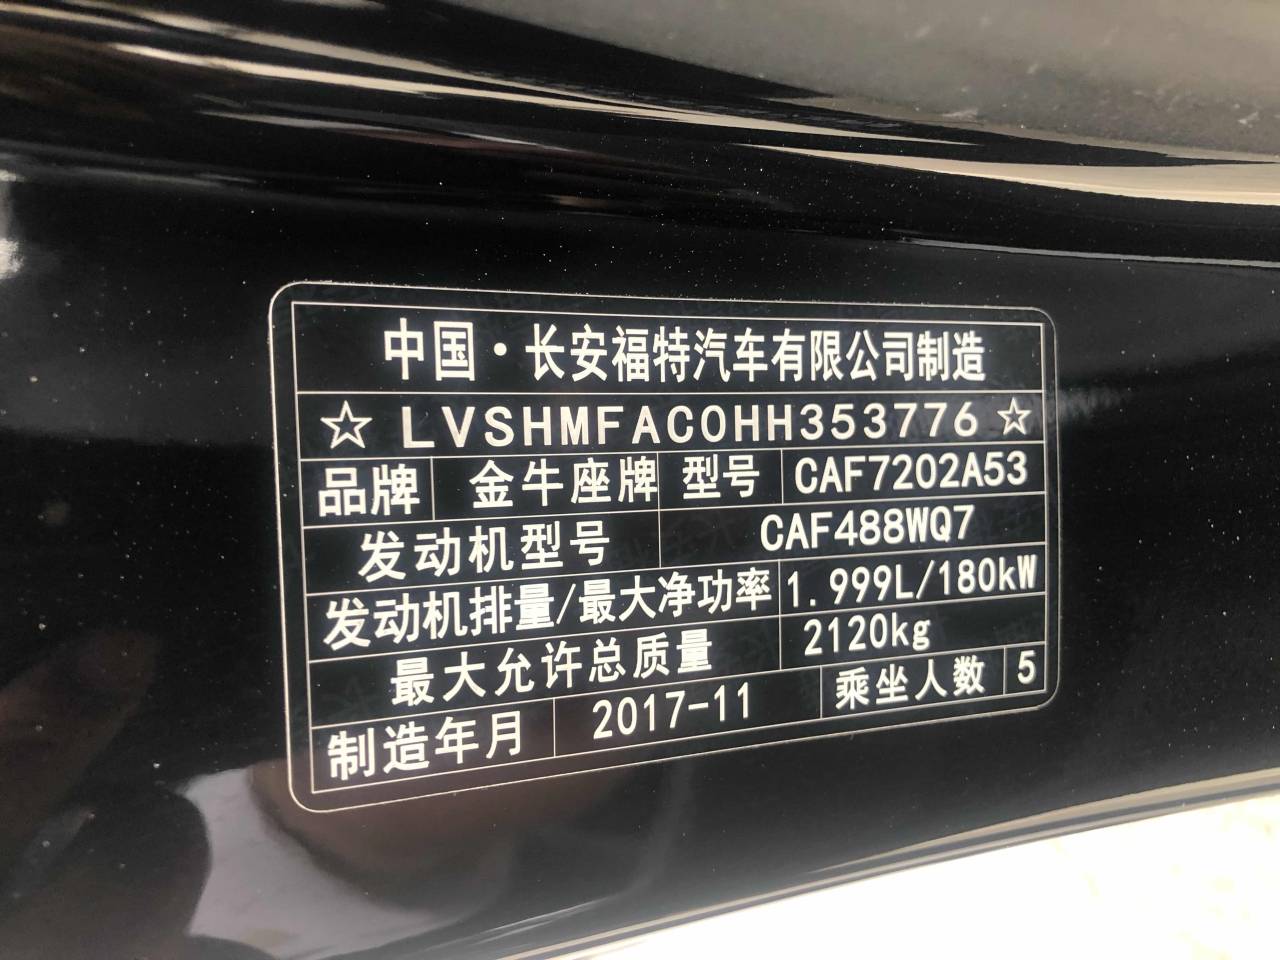 中国·长安福特汽车有限公司制造
☆LVSHMFAC0HH353776☆
品牌 金牛座牌 型号 CAF7202A53
发动机型号 CAF488WQ7
发动机排量/最大净功率 1.999L/180kW
最大允许总质量 2120kg
制造年月 2017-11 乘坐人数 5